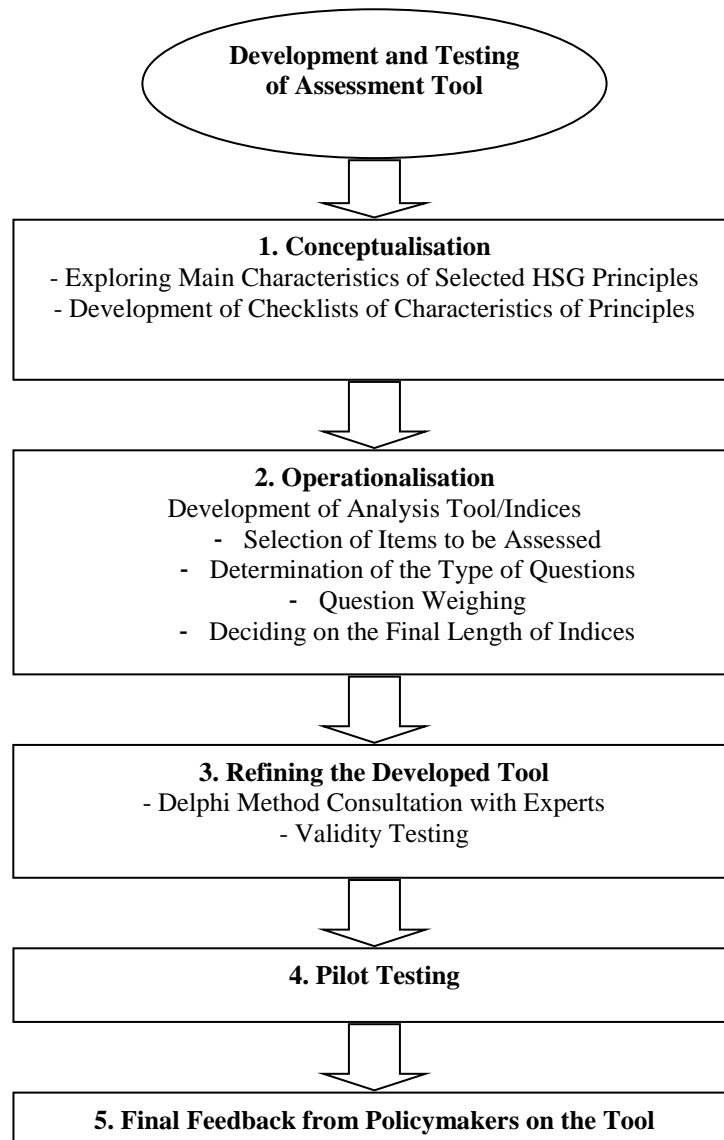 Development and Testing
of Assessment Tool
1. Conceptualisation
- Exploring Main Characteristics of Selected HSG Principles
- Development of Checklists of Characteristics of Principles
2. Operationalisation
Development of Analysis Tool/Indices
- Selection of Items to be Assessed
- Determination of the Type of Questions
- Question Weighing
- Deciding on the Final Length of Indices
3. Refining the Developed Tool
- Delphi Method Consultation with Experts
- Validity Testing
4. Pilot Testing
5. Final Feedback from Policymakers on the Tool